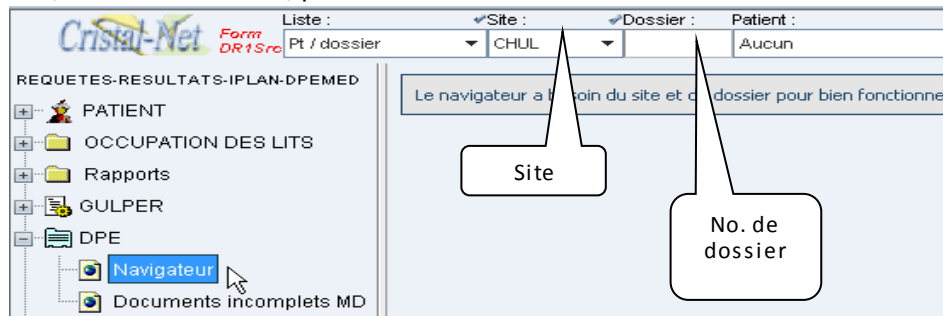 Liste :
Site :
Dossier :
Patient :
Cristal-Net
Form
DR1Src
Pt / dossier
CHUL
Aucun
REQUETES-RESULTATS-IPLAN-DPEMED
Le navigateur a soin du site et dossier pour bien fonctionne
PATIENT
OCCUPATION DES LITS
Site
Rapports
GULPER
No. de
dossier
DPE
Navigateur
Documents incomplets MD